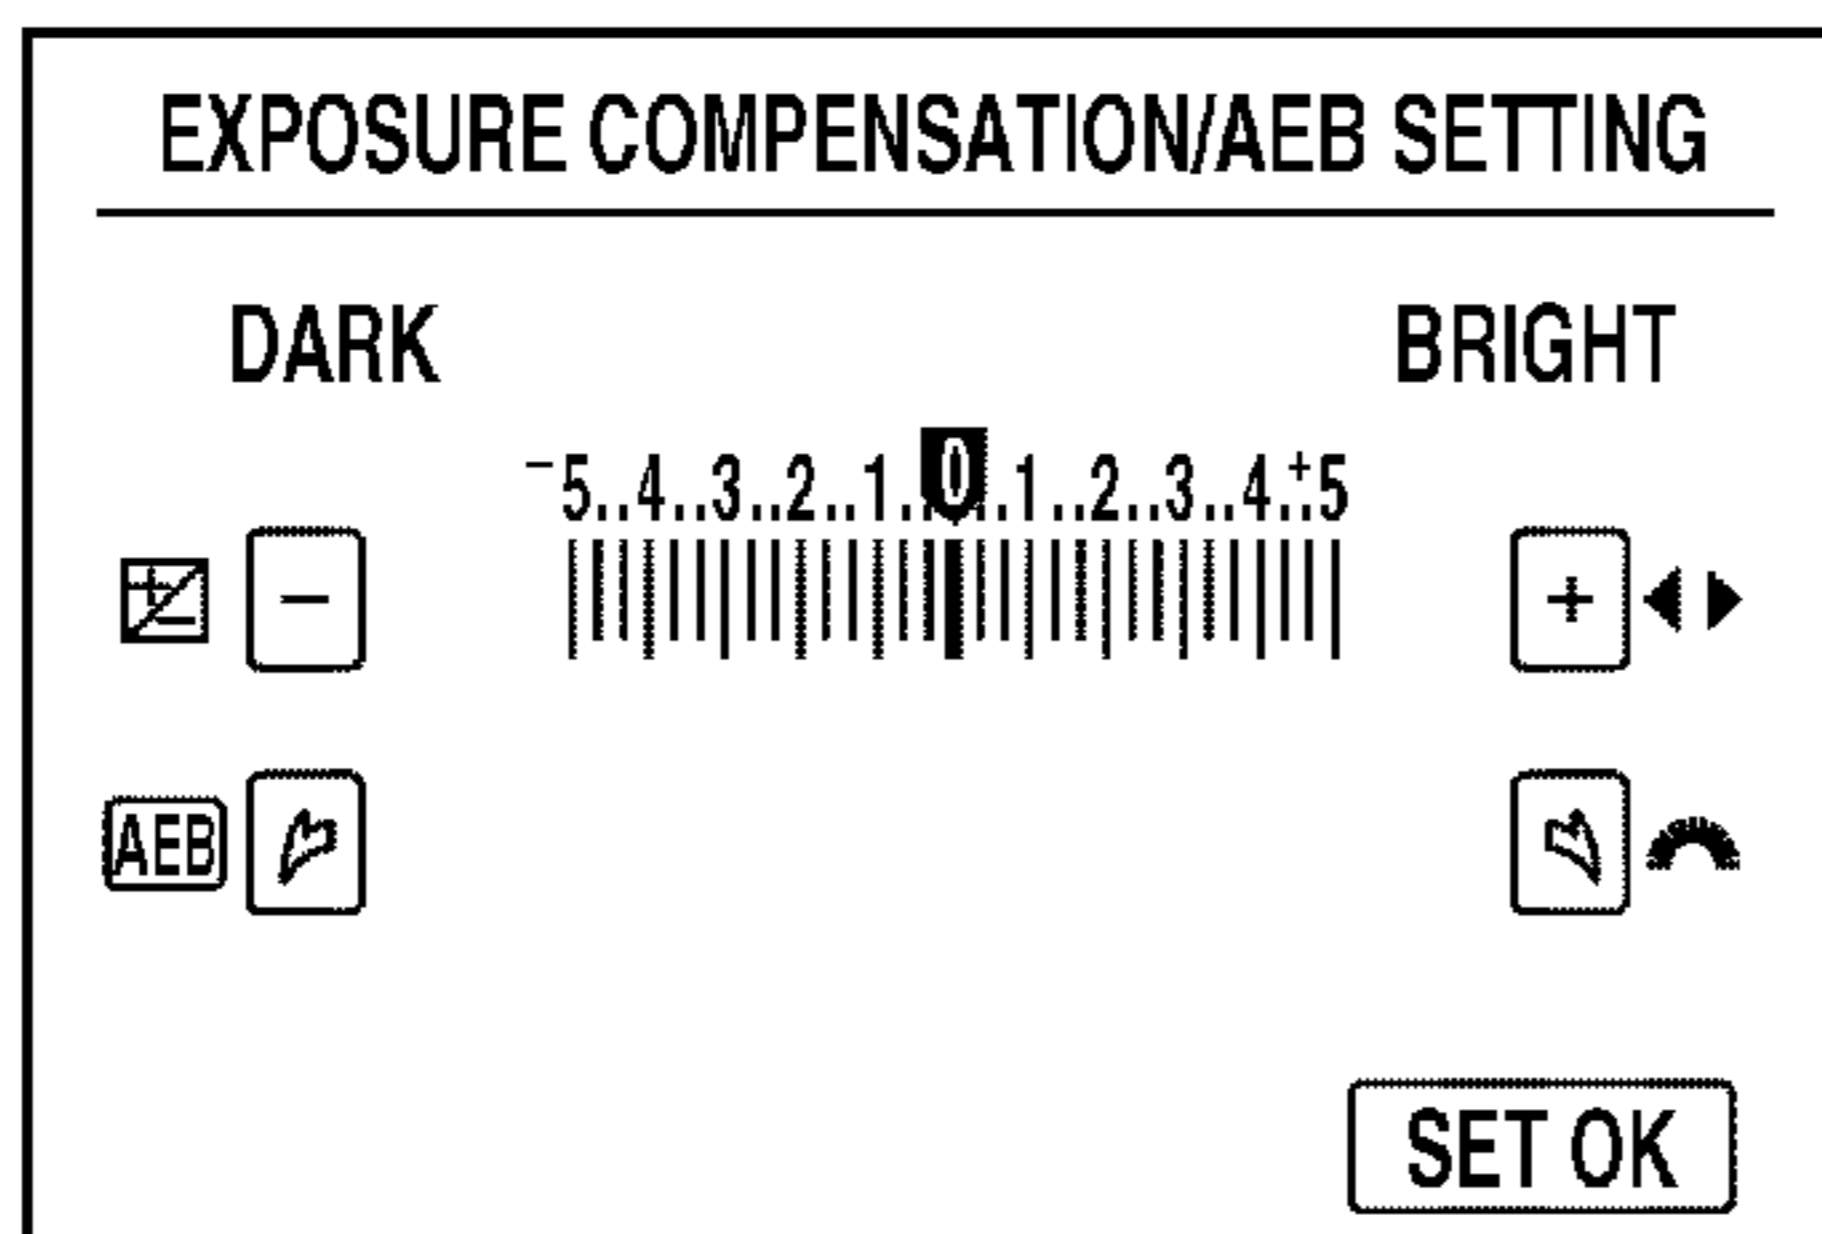 EXPOSURE COMPENSATION/AEB SETTING
DARK BRIGHT
-5..4..3..2..1..0..1..2..3..4..+5
- +
AEB
SET OK